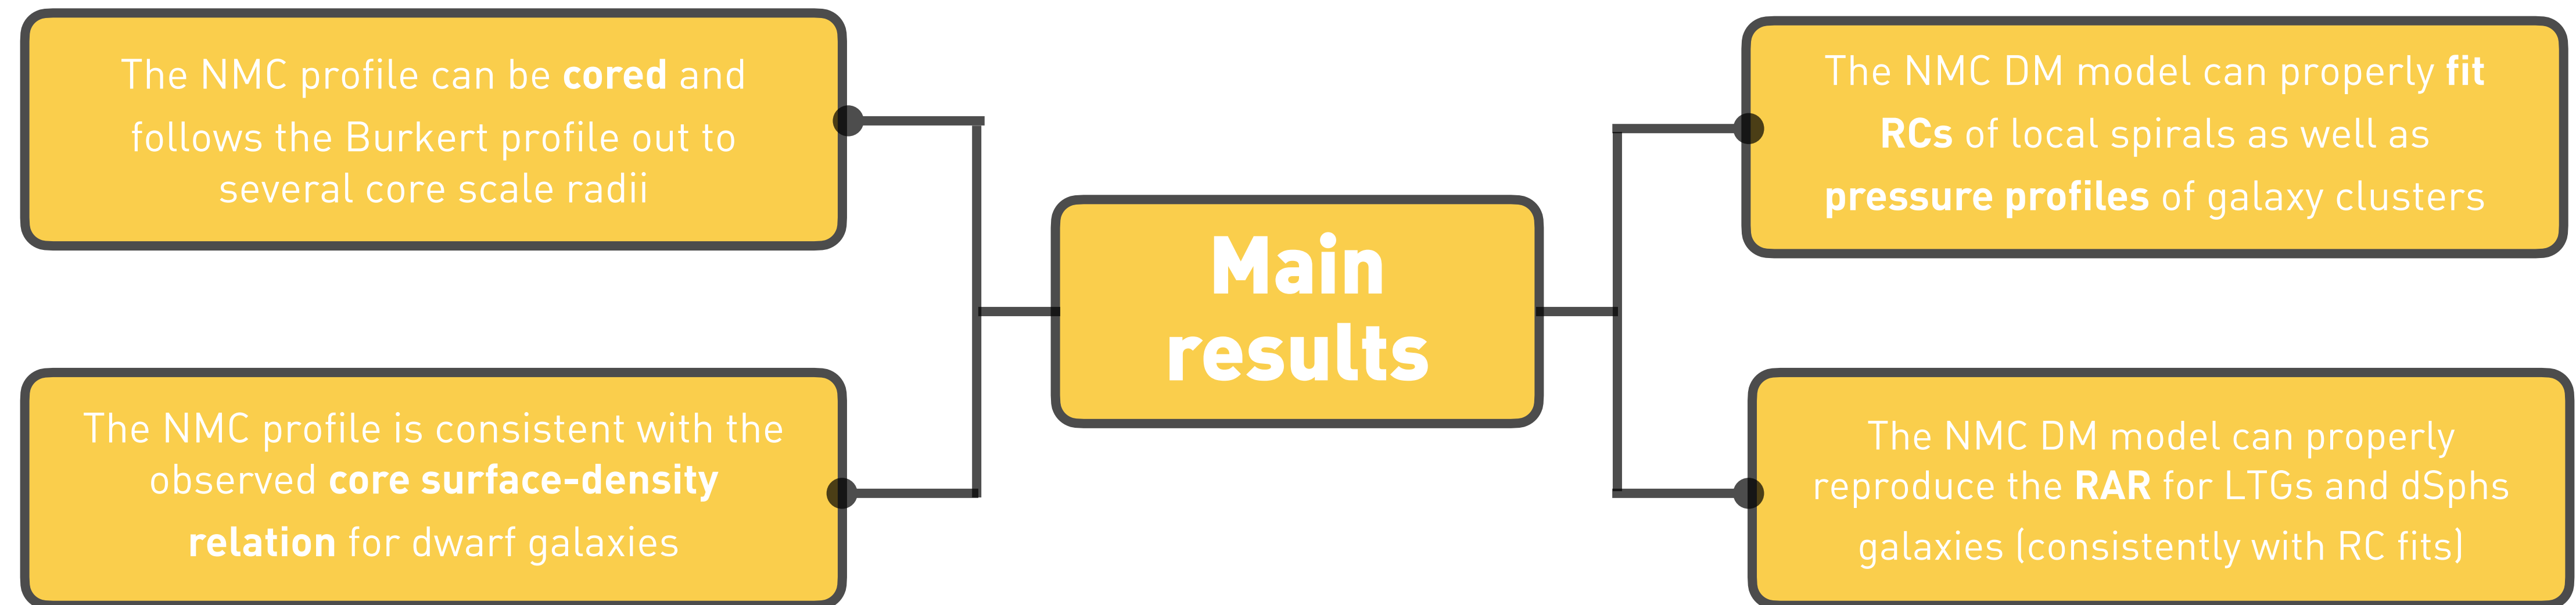 The NMC profile can be cored and
follows the Burkert profile out to
several core scale radii
The NMC profile is consistent with the
observed core surface-density
relation for dwarf galaxies
Main
results
The NMC DM model can properly fit
RCs of local spirals as well as
pressure profiles of galaxy clusters
The NMC DM model can properly
reproduce the RAR for LTGs and dSphs
galaxies (consistently with RC fits)